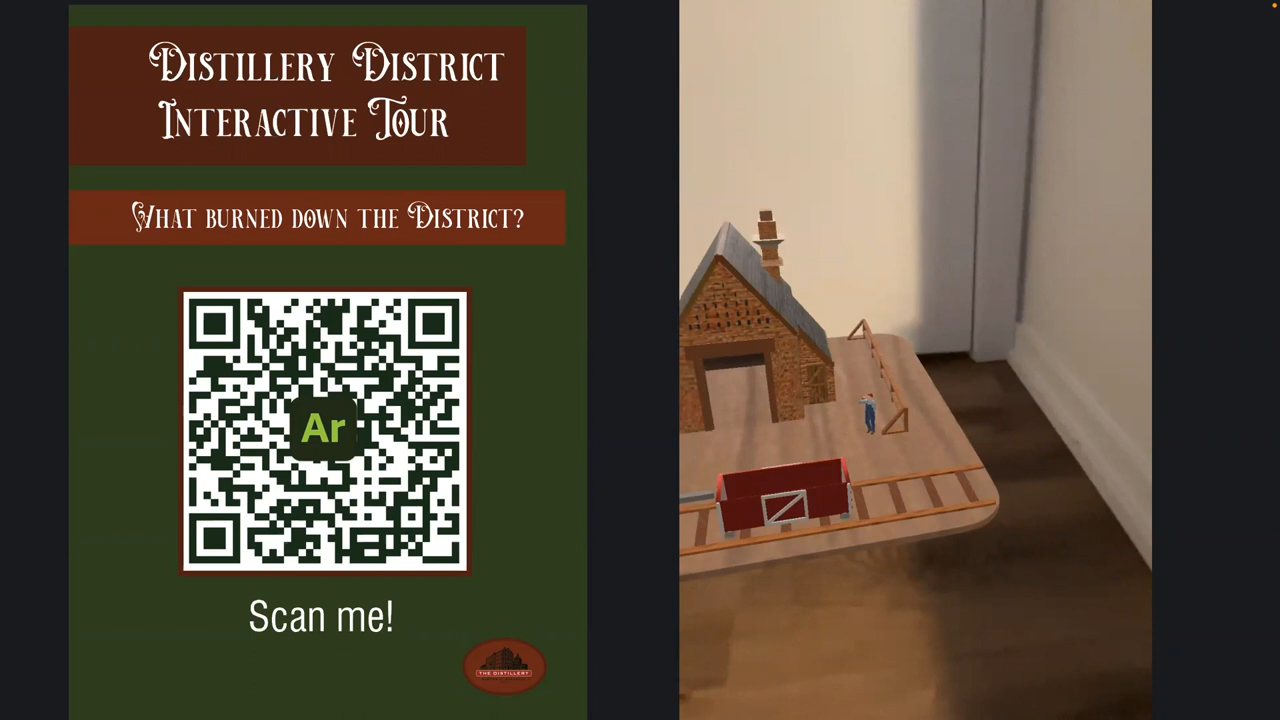 Distillery District
Interactive Tour
What burned down the District?
Ar
Scan me!
THE DISTILLERY